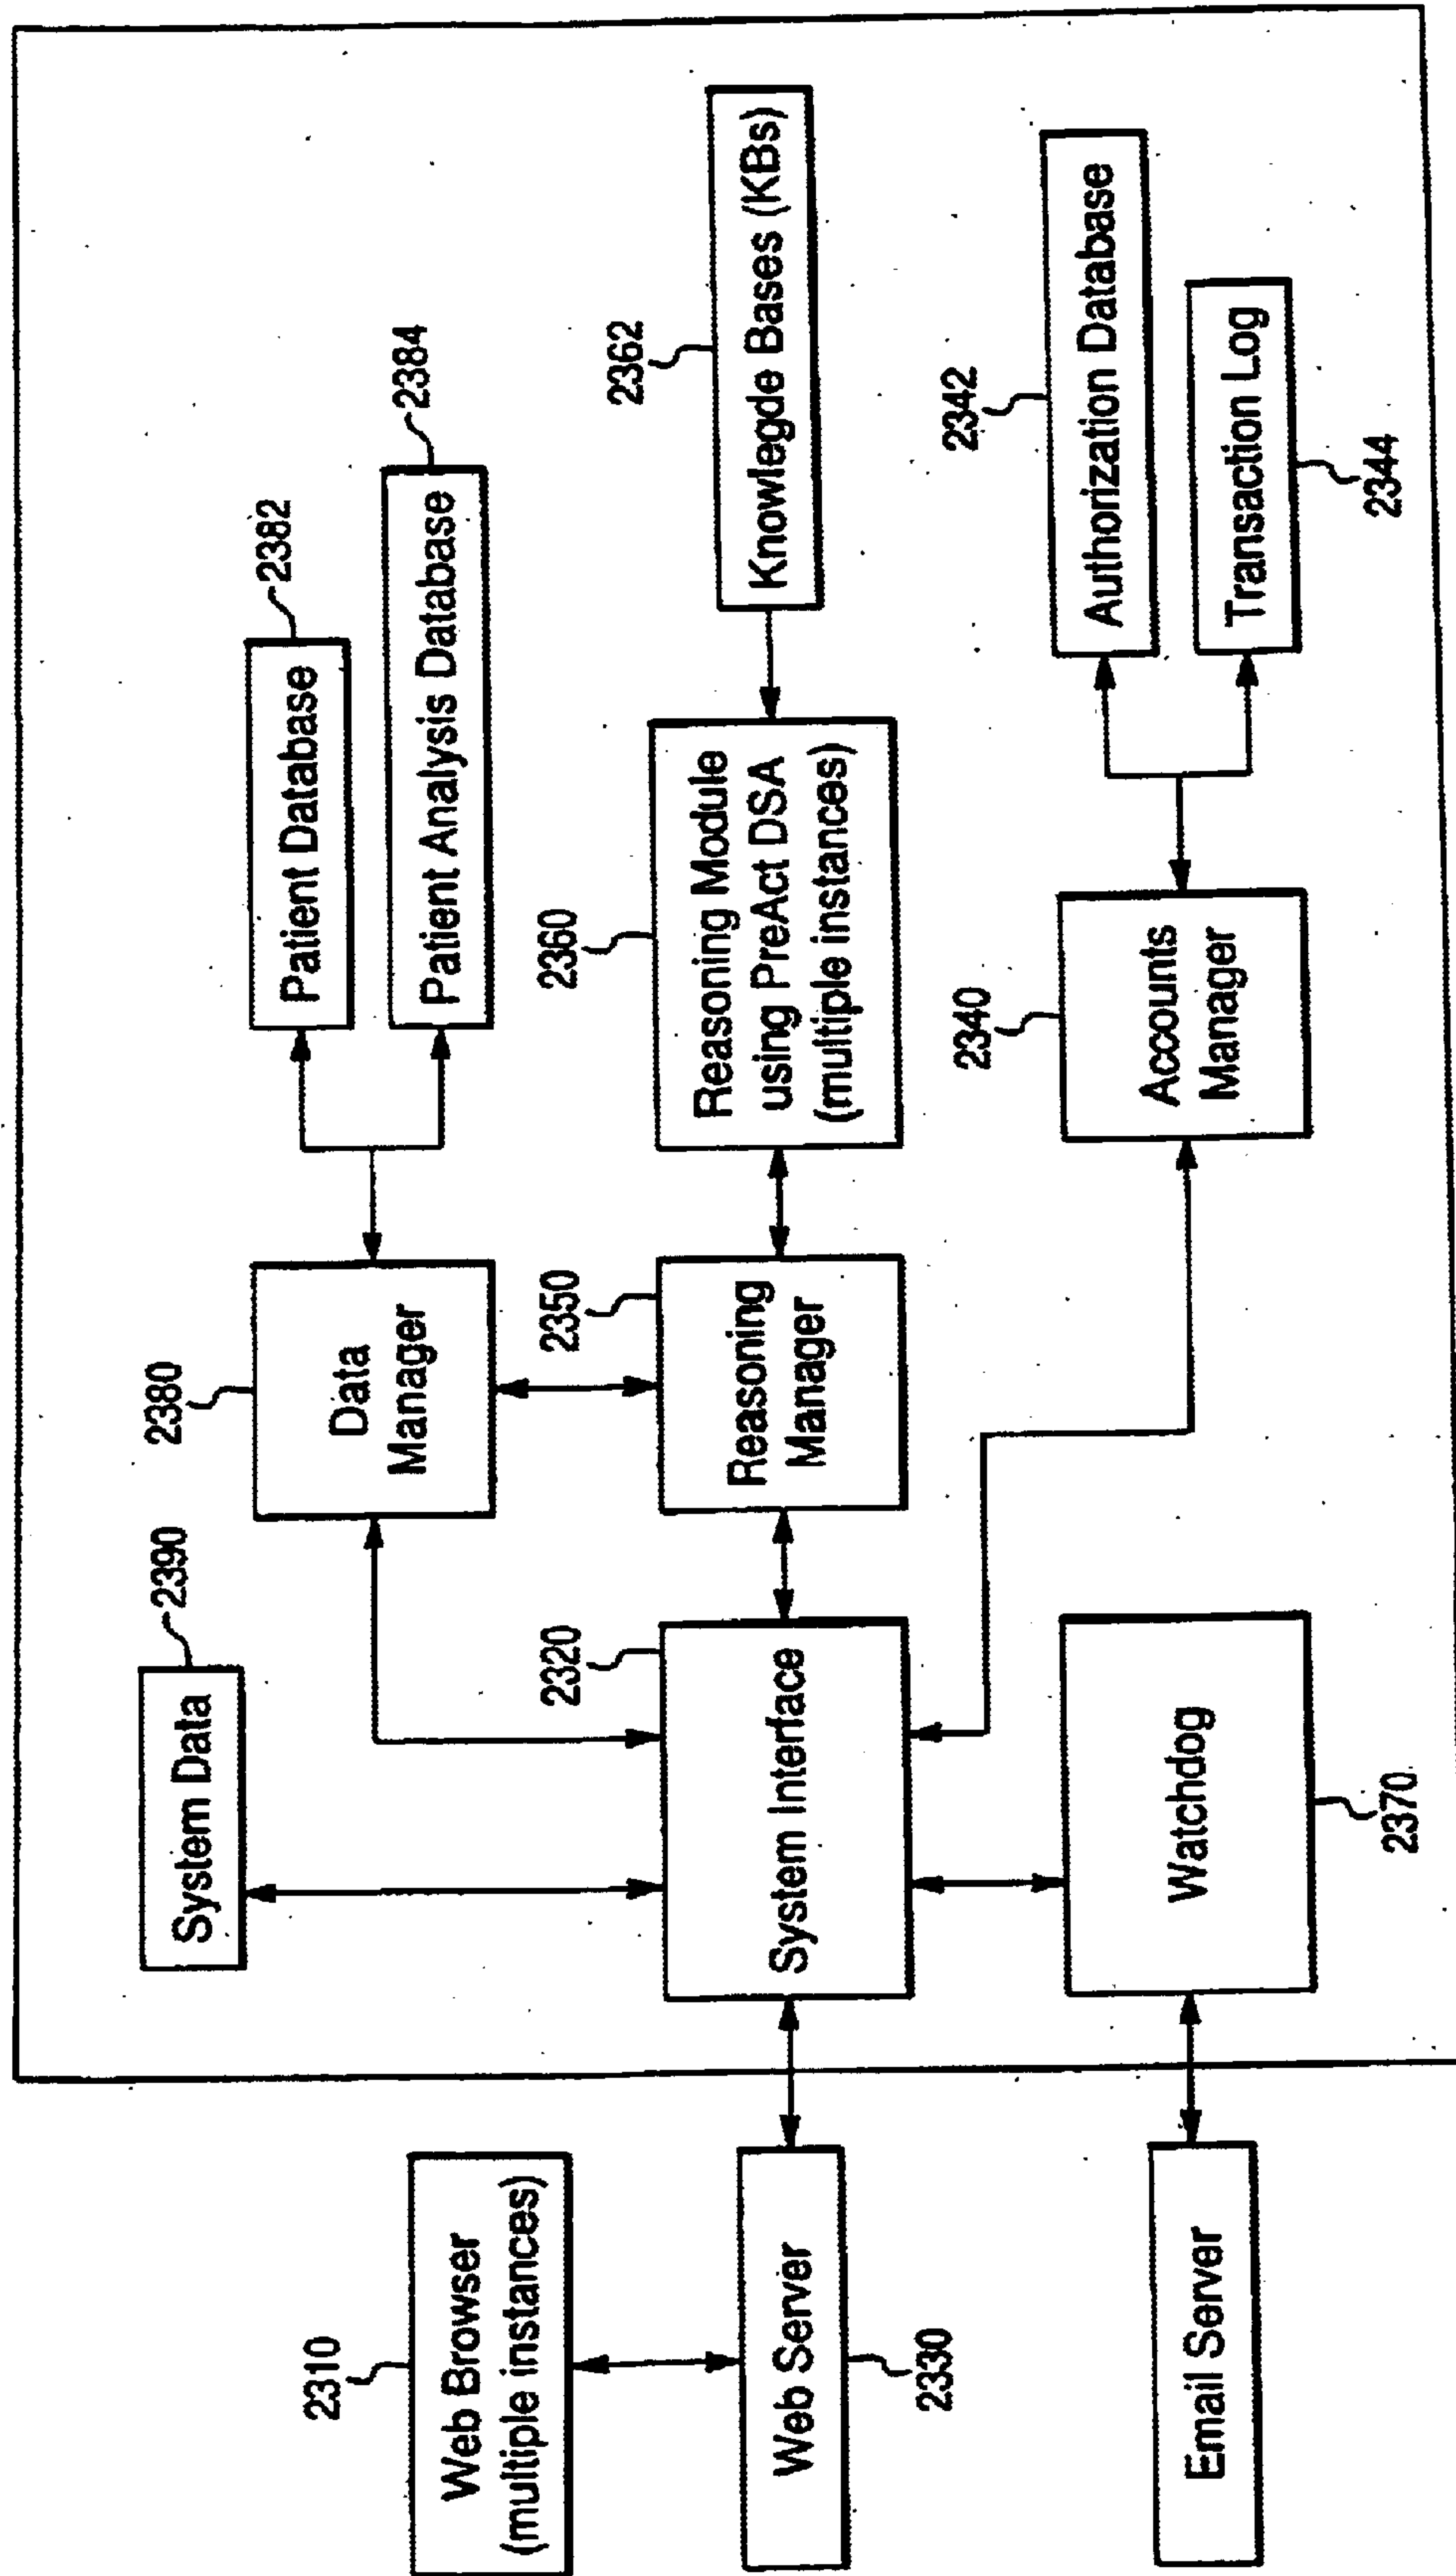 2310
Web Browser
(multiple instances)
Web Server
2330
Email Server
2390
System Data
2320
System Interface
Watchdog
2370
2380
Data
Manager
2350
Reasoning
Manager
2382
Patient Database
2384
Patient Analysis Database
2360
Reasoning Module
using PreAct DSA
(multiple instances)
2362
Knowlegde Bases (KBs)
2340
Accounts
Manager
2342
Authorization Database
Transaction Log
2344